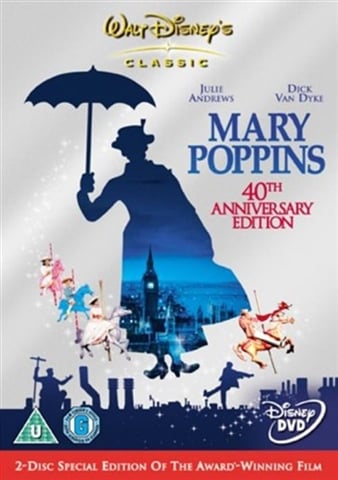 WALT DISNEY'S
CLASSIC
JULIE ANDREWS
DICK VAN DYKE
MARY
POPPINS
40TH
ANNIVERSARY
EDITION
U
6
DISNEY
DVD
2-DISC SPECIAL EDITION OF THE AWARD-WINNING FILM